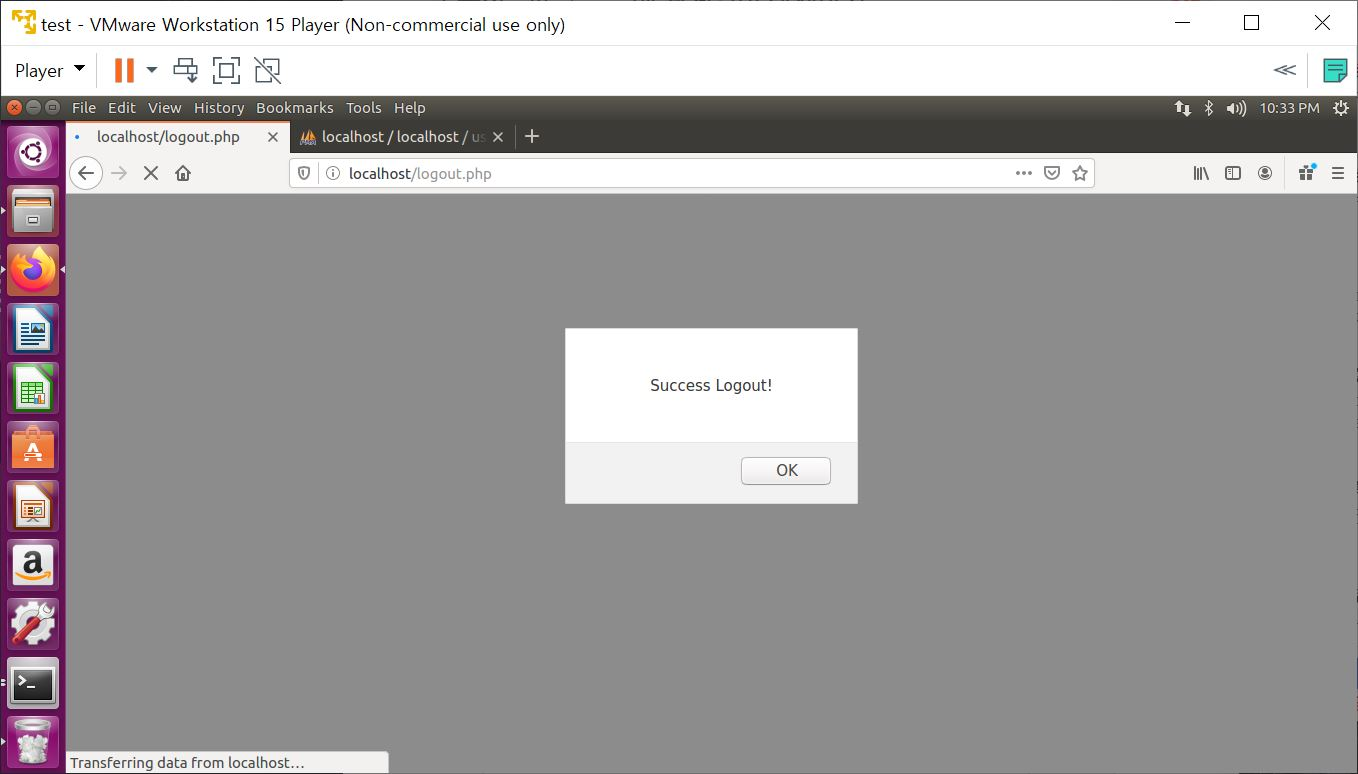 test - VMware Workstation 15 Player (Non-commercial use only)
Player
File Edit View History Bookmarks Tools Help
10:33 PM
localhost/logout.php
localhost / localhost / us
localhost/logout.php
Success Logout!
OK
Transferring data from localhost…